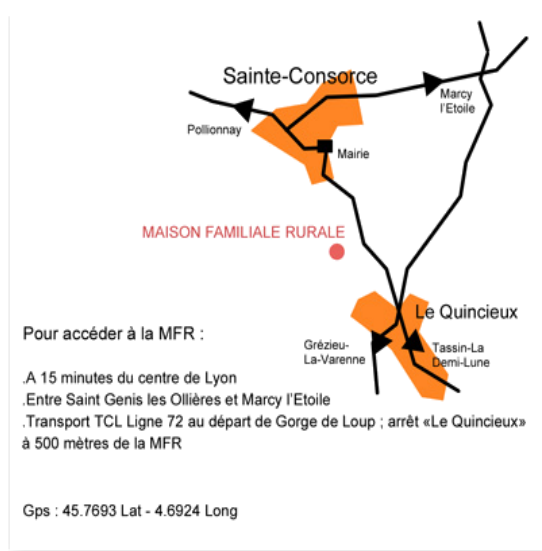 Sainte-Consorce
Marcy
l'Etoile
Pollionnay
Mairie
MAISON FAMILIALE RURALE
Le Quincieux
Grézieu-
La-Varenne
Tassin-La
Demi-Lune
Pour accéder à la MFR :
.A 15 minutes du centre de Lyon
.Entre Saint Genis les Ollières et Marcy l'Etoile
.Transport TCL Ligne 72 au départ de Gorge de Loup ; arrêt «Le Quincieux»
à 500 mètres de la MFR
Gps : 45.7693 Lat - 4.6924 Long